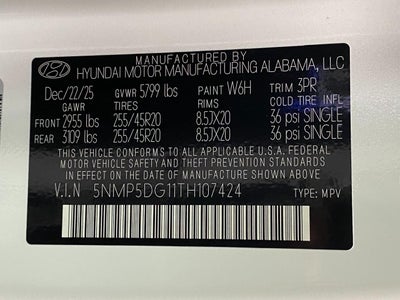 MANUFACTURED BY
HYUNDAI MOTOR MANUFACTURING ALABAMA, LLC
Dec/22/25 GVWR 5799 lbs PAINT W6H TRIM 3PR
GAWR TIRES RIMS COLD TIRE INFL
FRONT 2955 lbs 255/45R20 8.5JX20 36 psi SINGLE
REAR 3109 lbs 255/45R20 8.5JX20 36 psi SINGLE
THIS VEHICLE CONFORMS TO ALL APPLICABLE U.S.A. FEDERAL
MOTOR VEHICLE SAFETY, BUMPER, AND THEFT PREVENTION STANDARDS
IN EFFECT ON THE DATE OF MANUFACTURE SHOWN ABOVE.
V.I.N 5NMP5DG11TH107424 TYPE: MPV